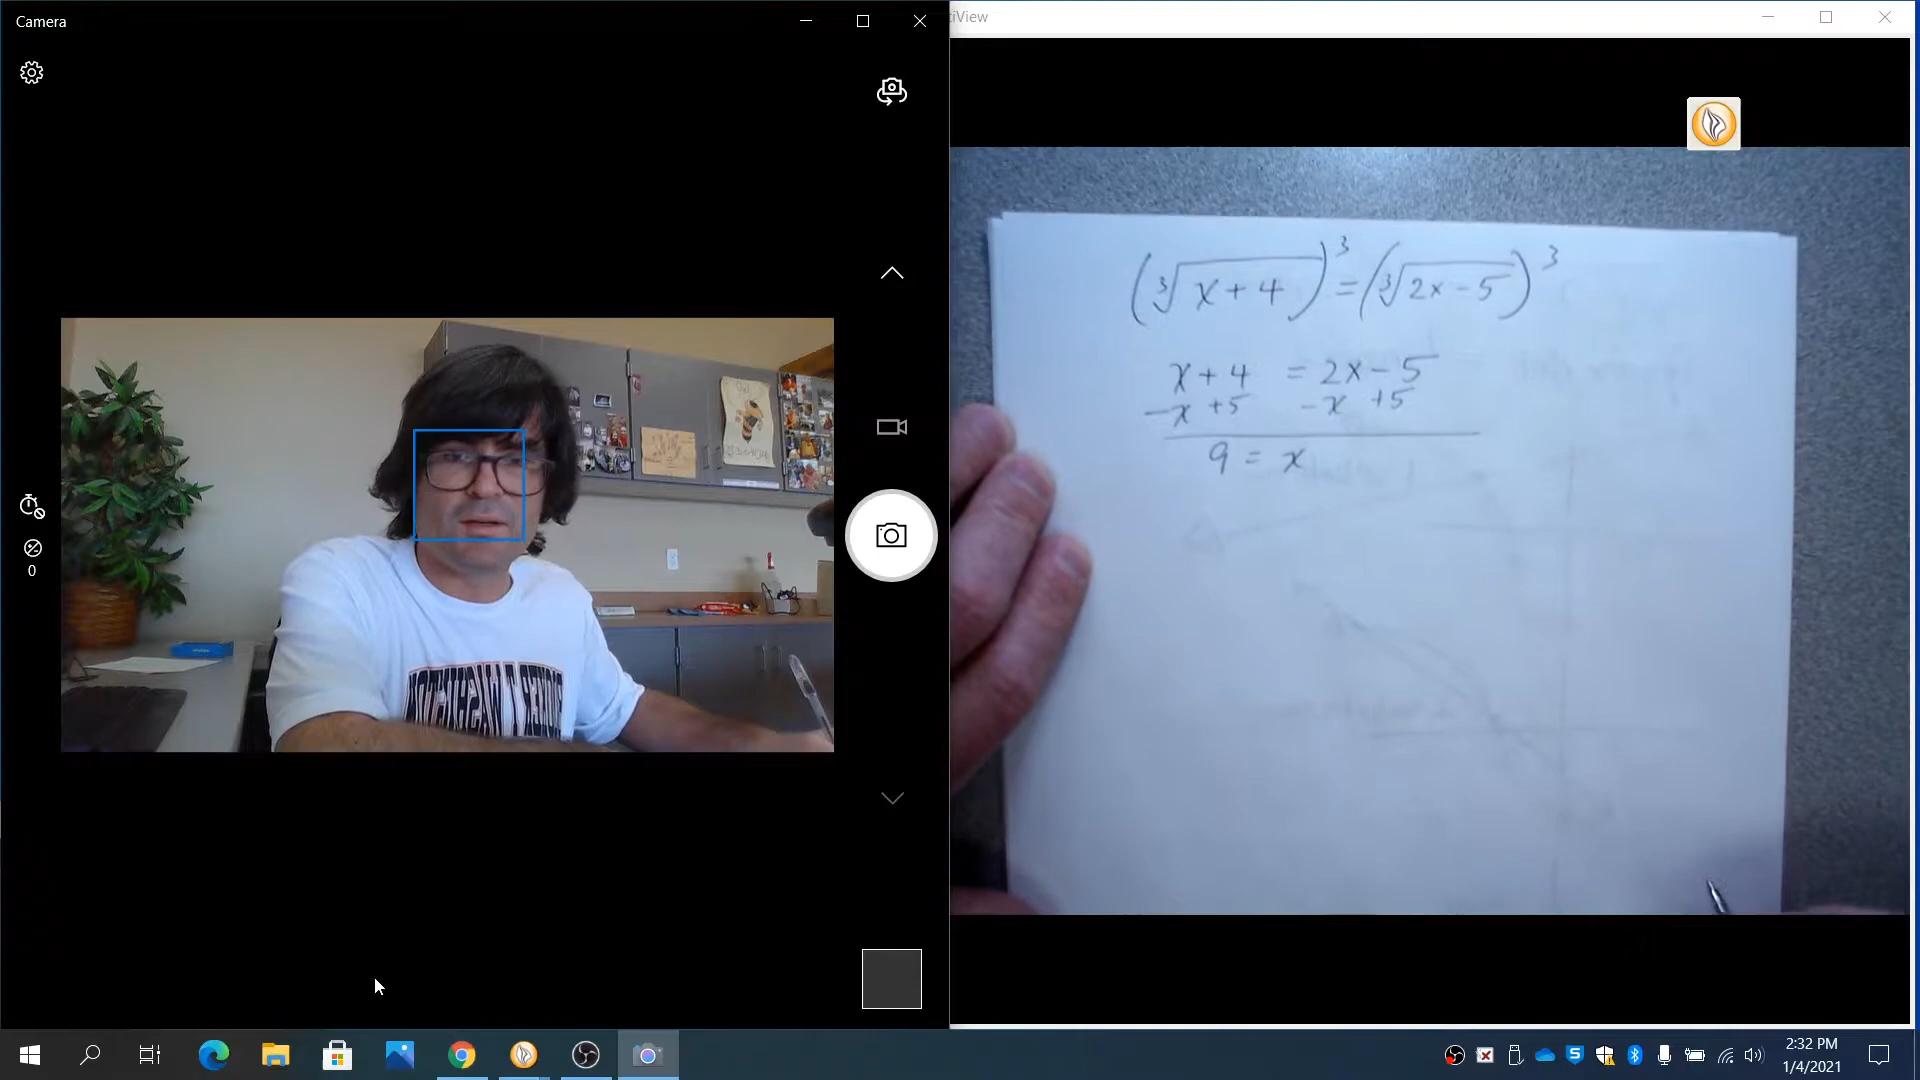 Camera
iView
0
(∛x+4)³=(∛2x-5)³
x+4 = 2x-5
-x +5 -x +5
9 = x
2:32 PM
1/4/2021